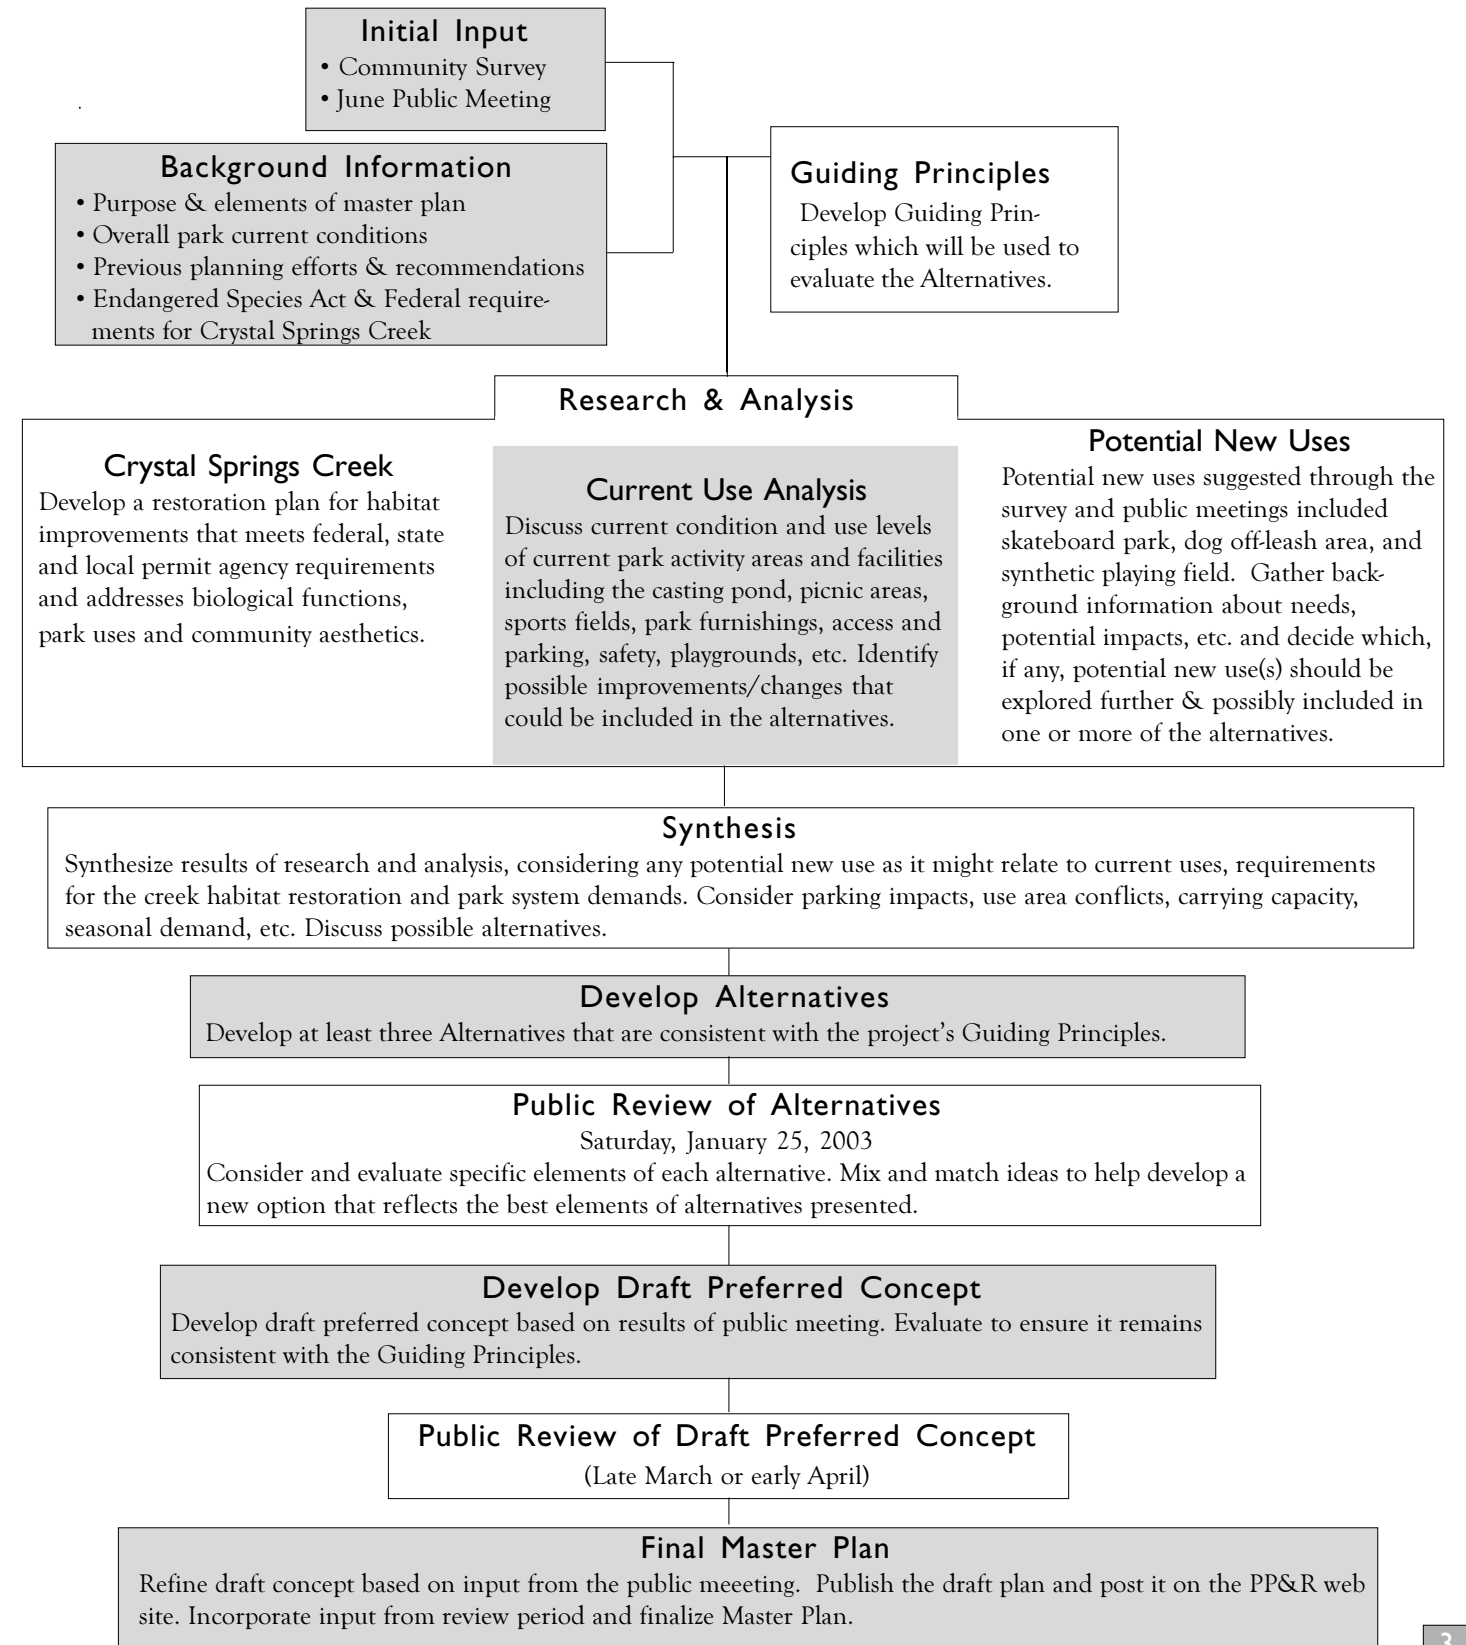 Initial Input
• Community Survey
• June Public Meeting
Background Information
• Purpose & elements of master plan
• Overall park current conditions
• Previous planning efforts & recommendations
• Endangered Species Act & Federal require-
ments for Crystal Springs Creek
Guiding Principles
Develop Guiding Prin-
ciples which will be used to
evaluate the Alternatives.
Research & Analysis
Crystal Springs Creek
Develop a restoration plan for habitat
improvements that meets federal, state
and local permit agency requirements
and addresses biological functions,
park uses and community aesthetics.
Current Use Analysis
Discuss current condition and use levels
of current park activity areas and facilities
including the casting pond, picnic areas,
sports fields, park furnishings, access and
parking, safety, playgrounds, etc. Identify
possible improvements/changes that
could be included in the alternatives.
Potential New Uses
Potential new uses suggested through the
survey and public meetings included
skateboard park, dog off-leash area, and
synthetic playing field. Gather back-
ground information about needs,
potential impacts, etc. and decide which,
if any, potential new use(s) should be
explored further & possibly included in
one or more of the alternatives.
Synthesis
Synthesize results of research and analysis, considering any potential new use as it might relate to current uses, requirements
for the creek habitat restoration and park system demands. Consider parking impacts, use area conflicts, carrying capacity,
seasonal demand, etc. Discuss possible alternatives.
Develop Alternatives
Develop at least three Alternatives that are consistent with the project's Guiding Principles.
Public Review of Alternatives
Saturday, January 25, 2003
Consider and evaluate specific elements of each alternative. Mix and match ideas to help develop a
new option that reflects the best elements of alternatives presented.
Develop Draft Preferred Concept
Develop draft preferred concept based on results of public meeting. Evaluate to ensure it remains
consistent with the Guiding Principles.
Public Review of Draft Preferred Concept
(Late March or early April)
Final Master Plan
Refine draft concept based on input from the public meeeting. Publish the draft plan and post it on the PP&R web
site. Incorporate input from review period and finalize Master Plan.
3